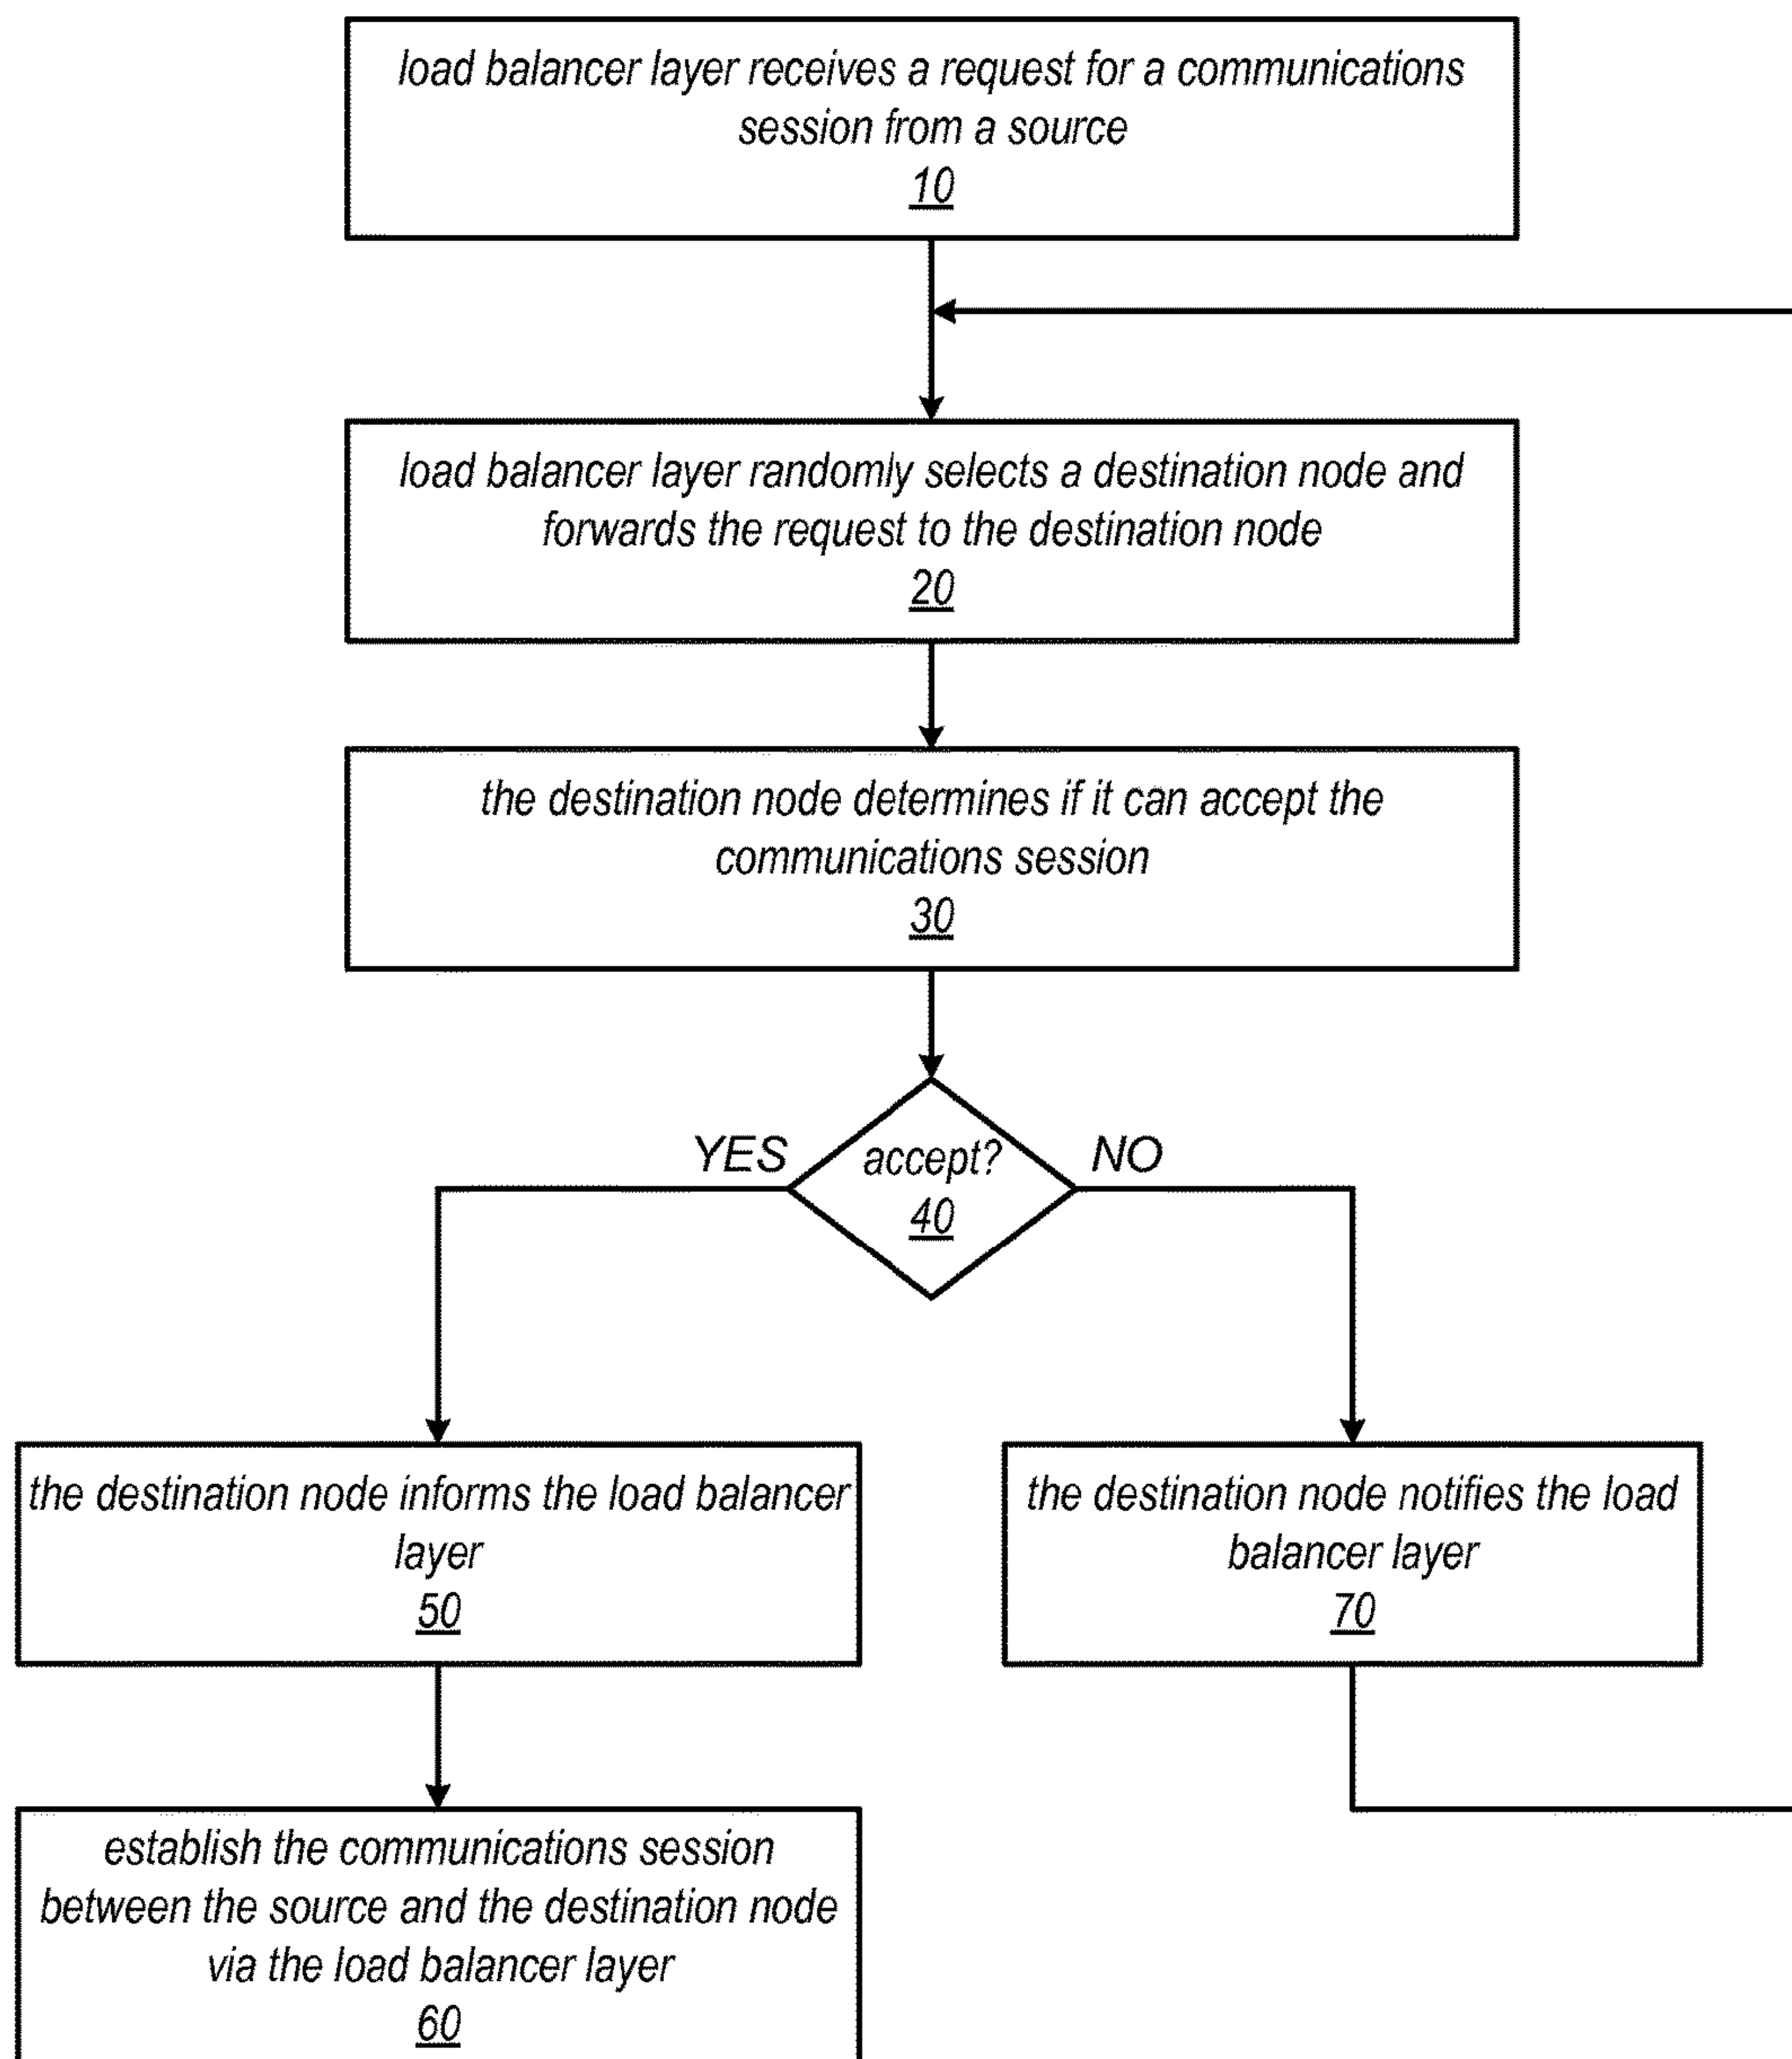 load balancer layer receives a request for a communications
session from a source
10
load balancer layer randomly selects a destination node and
forwards the request to the destination node
20
the destination node determines if it can accept the
communications session
30
YES
accept?
40
NO
the destination node informs the load balancer
layer
50
the destination node notifies the load
balancer layer
70
establish the communications session
between the source and the destination node
via the load balancer layer
60